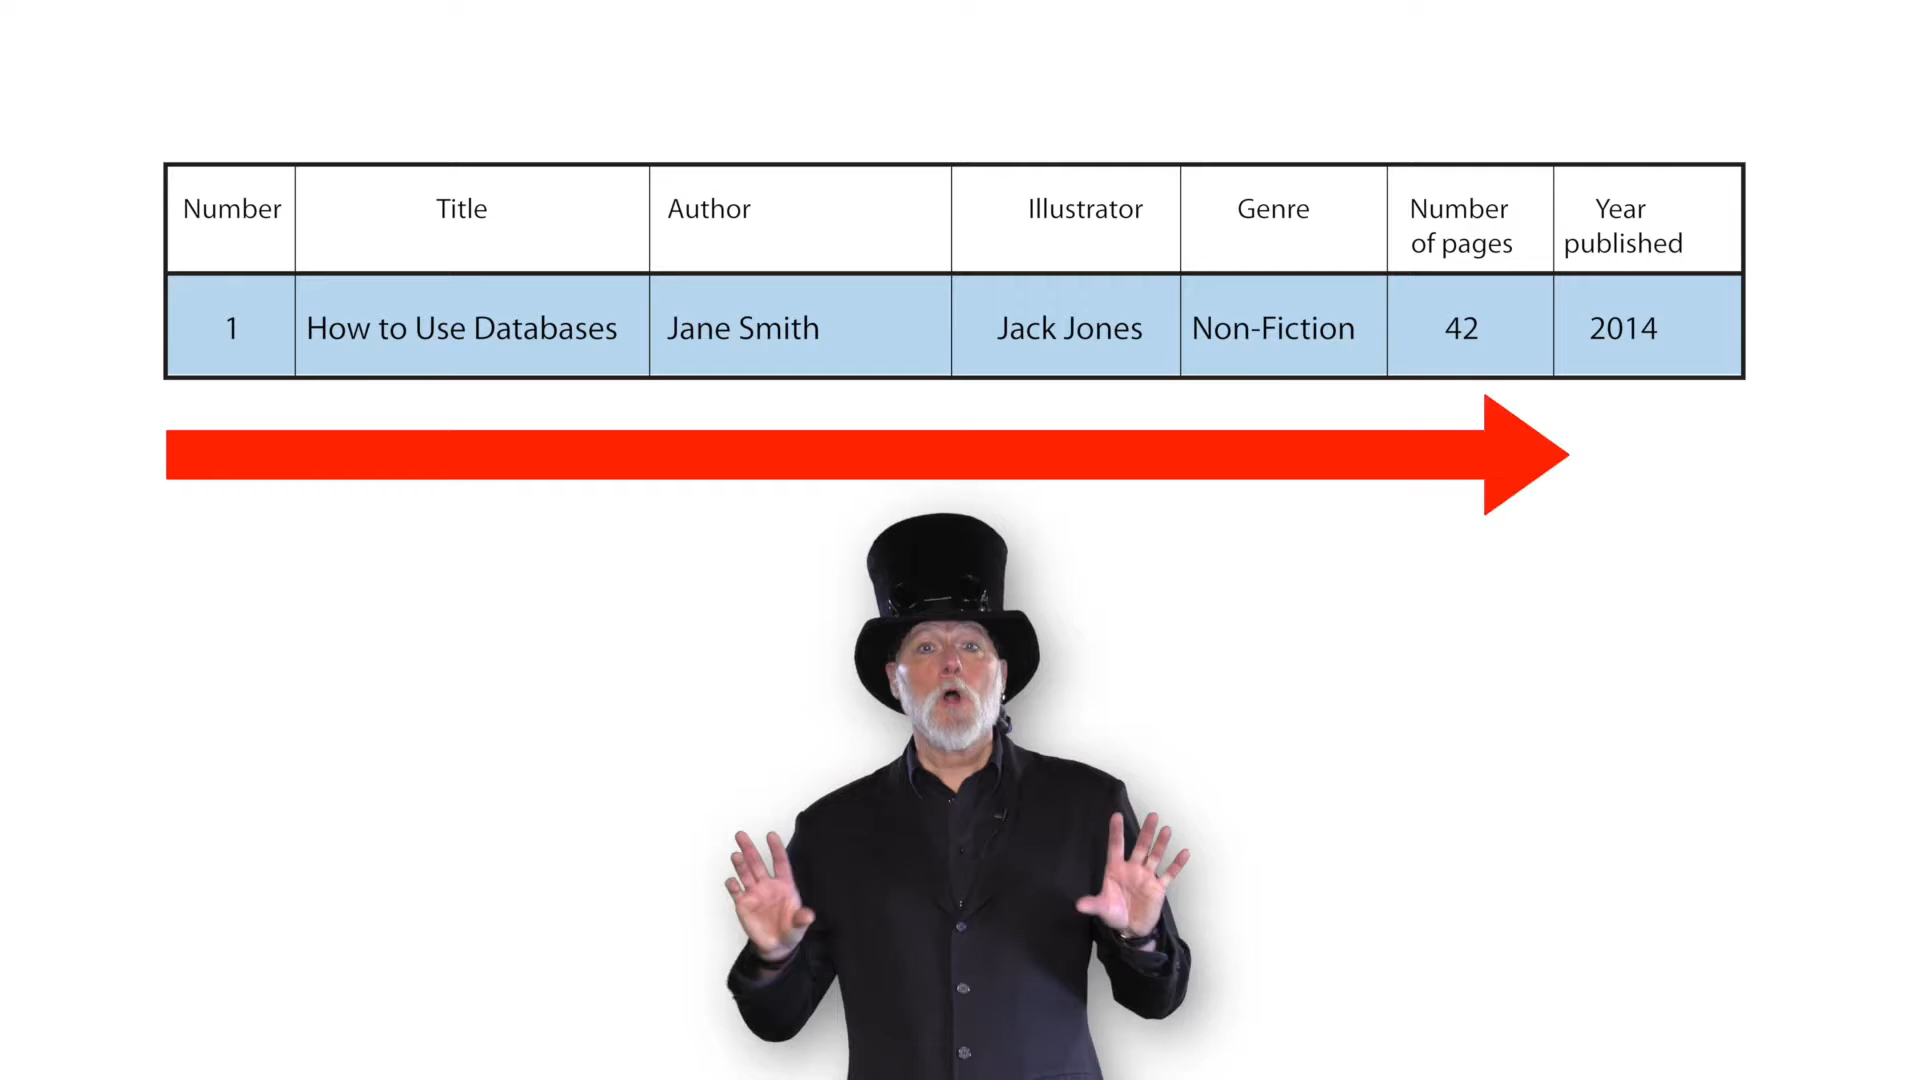 Number Title Author Illustrator Genre Number of pages Year published
1 How to Use Databases Jane Smith Jack Jones Non-Fiction 42 2014